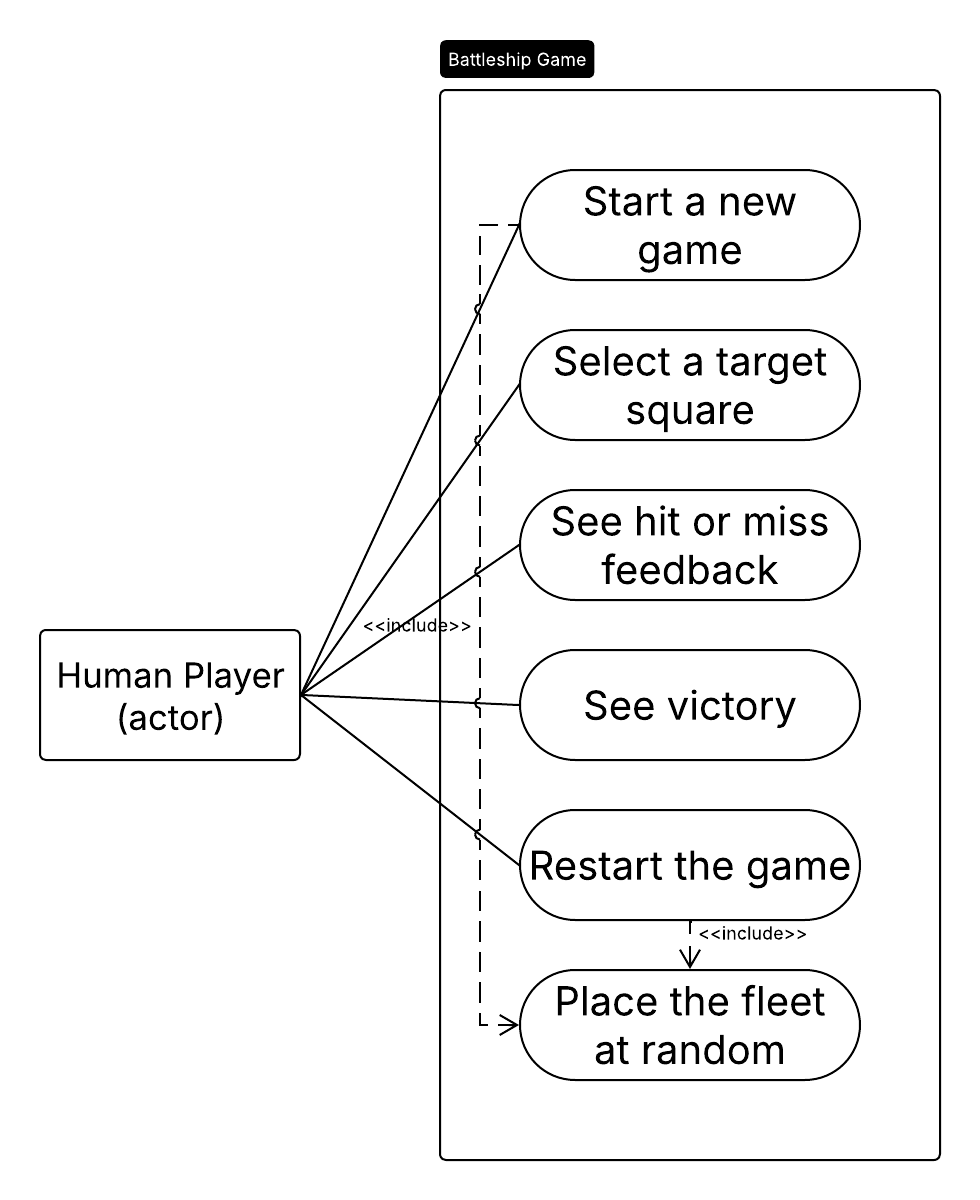 Battleship Game
Start a new
game
Select a target
square
See hit or miss
feedback
<<include>>
Human Player
(actor)
See victory
Restart the game
<<include>>
Place the fleet
at random